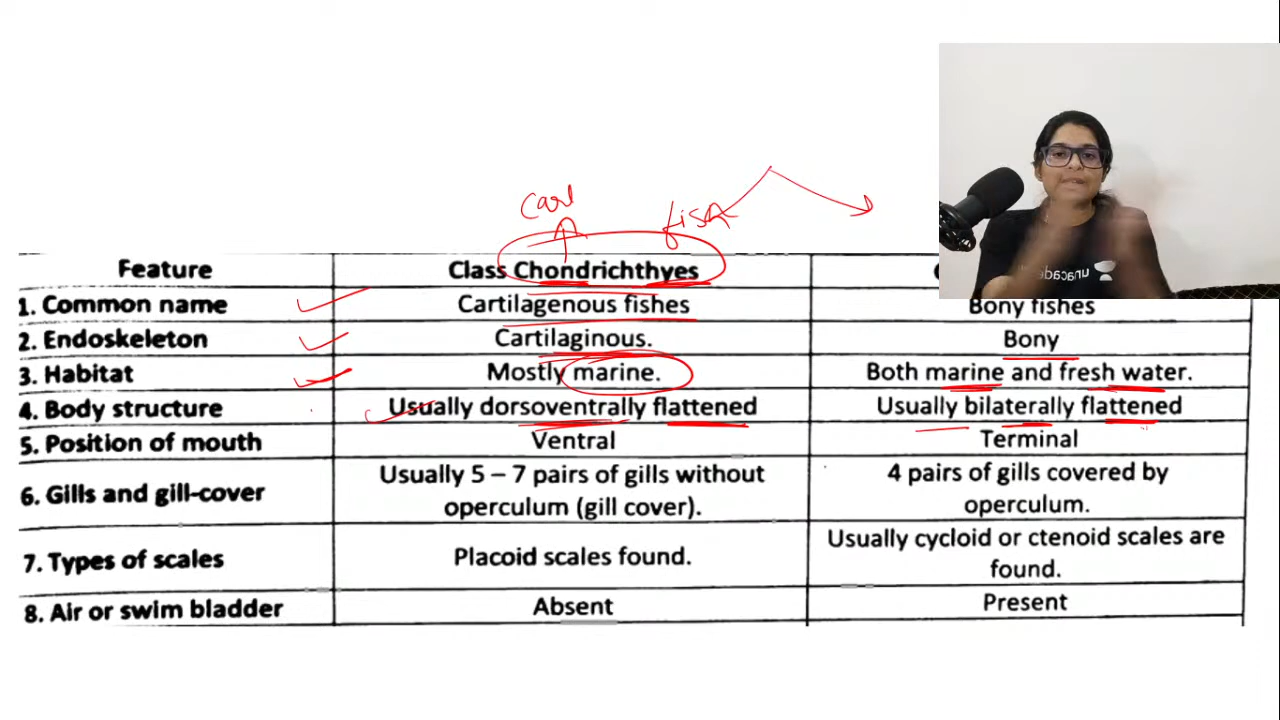 carl
fish
Feature
Class Chondrichthyes
1. Common name
Cartilagenous fishes
Bony fishes
2. Endoskeleton
Cartilaginous.
Bony
3. Habitat
Mostly marine.
Both marine and fresh water.
4. Body structure
Usually dorsoventrally flattened
Usually bilaterally flattened
5. Position of mouth
Ventral
Terminal
6. Gills and gill-cover
Usually 5 – 7 pairs of gills without
operculum (gill cover).
4 pairs of gills covered by
operculum.
7. Types of scales
Placoid scales found.
Usually cycloid or ctenoid scales are
found.
8. Air or swim bladder
Absent
Present